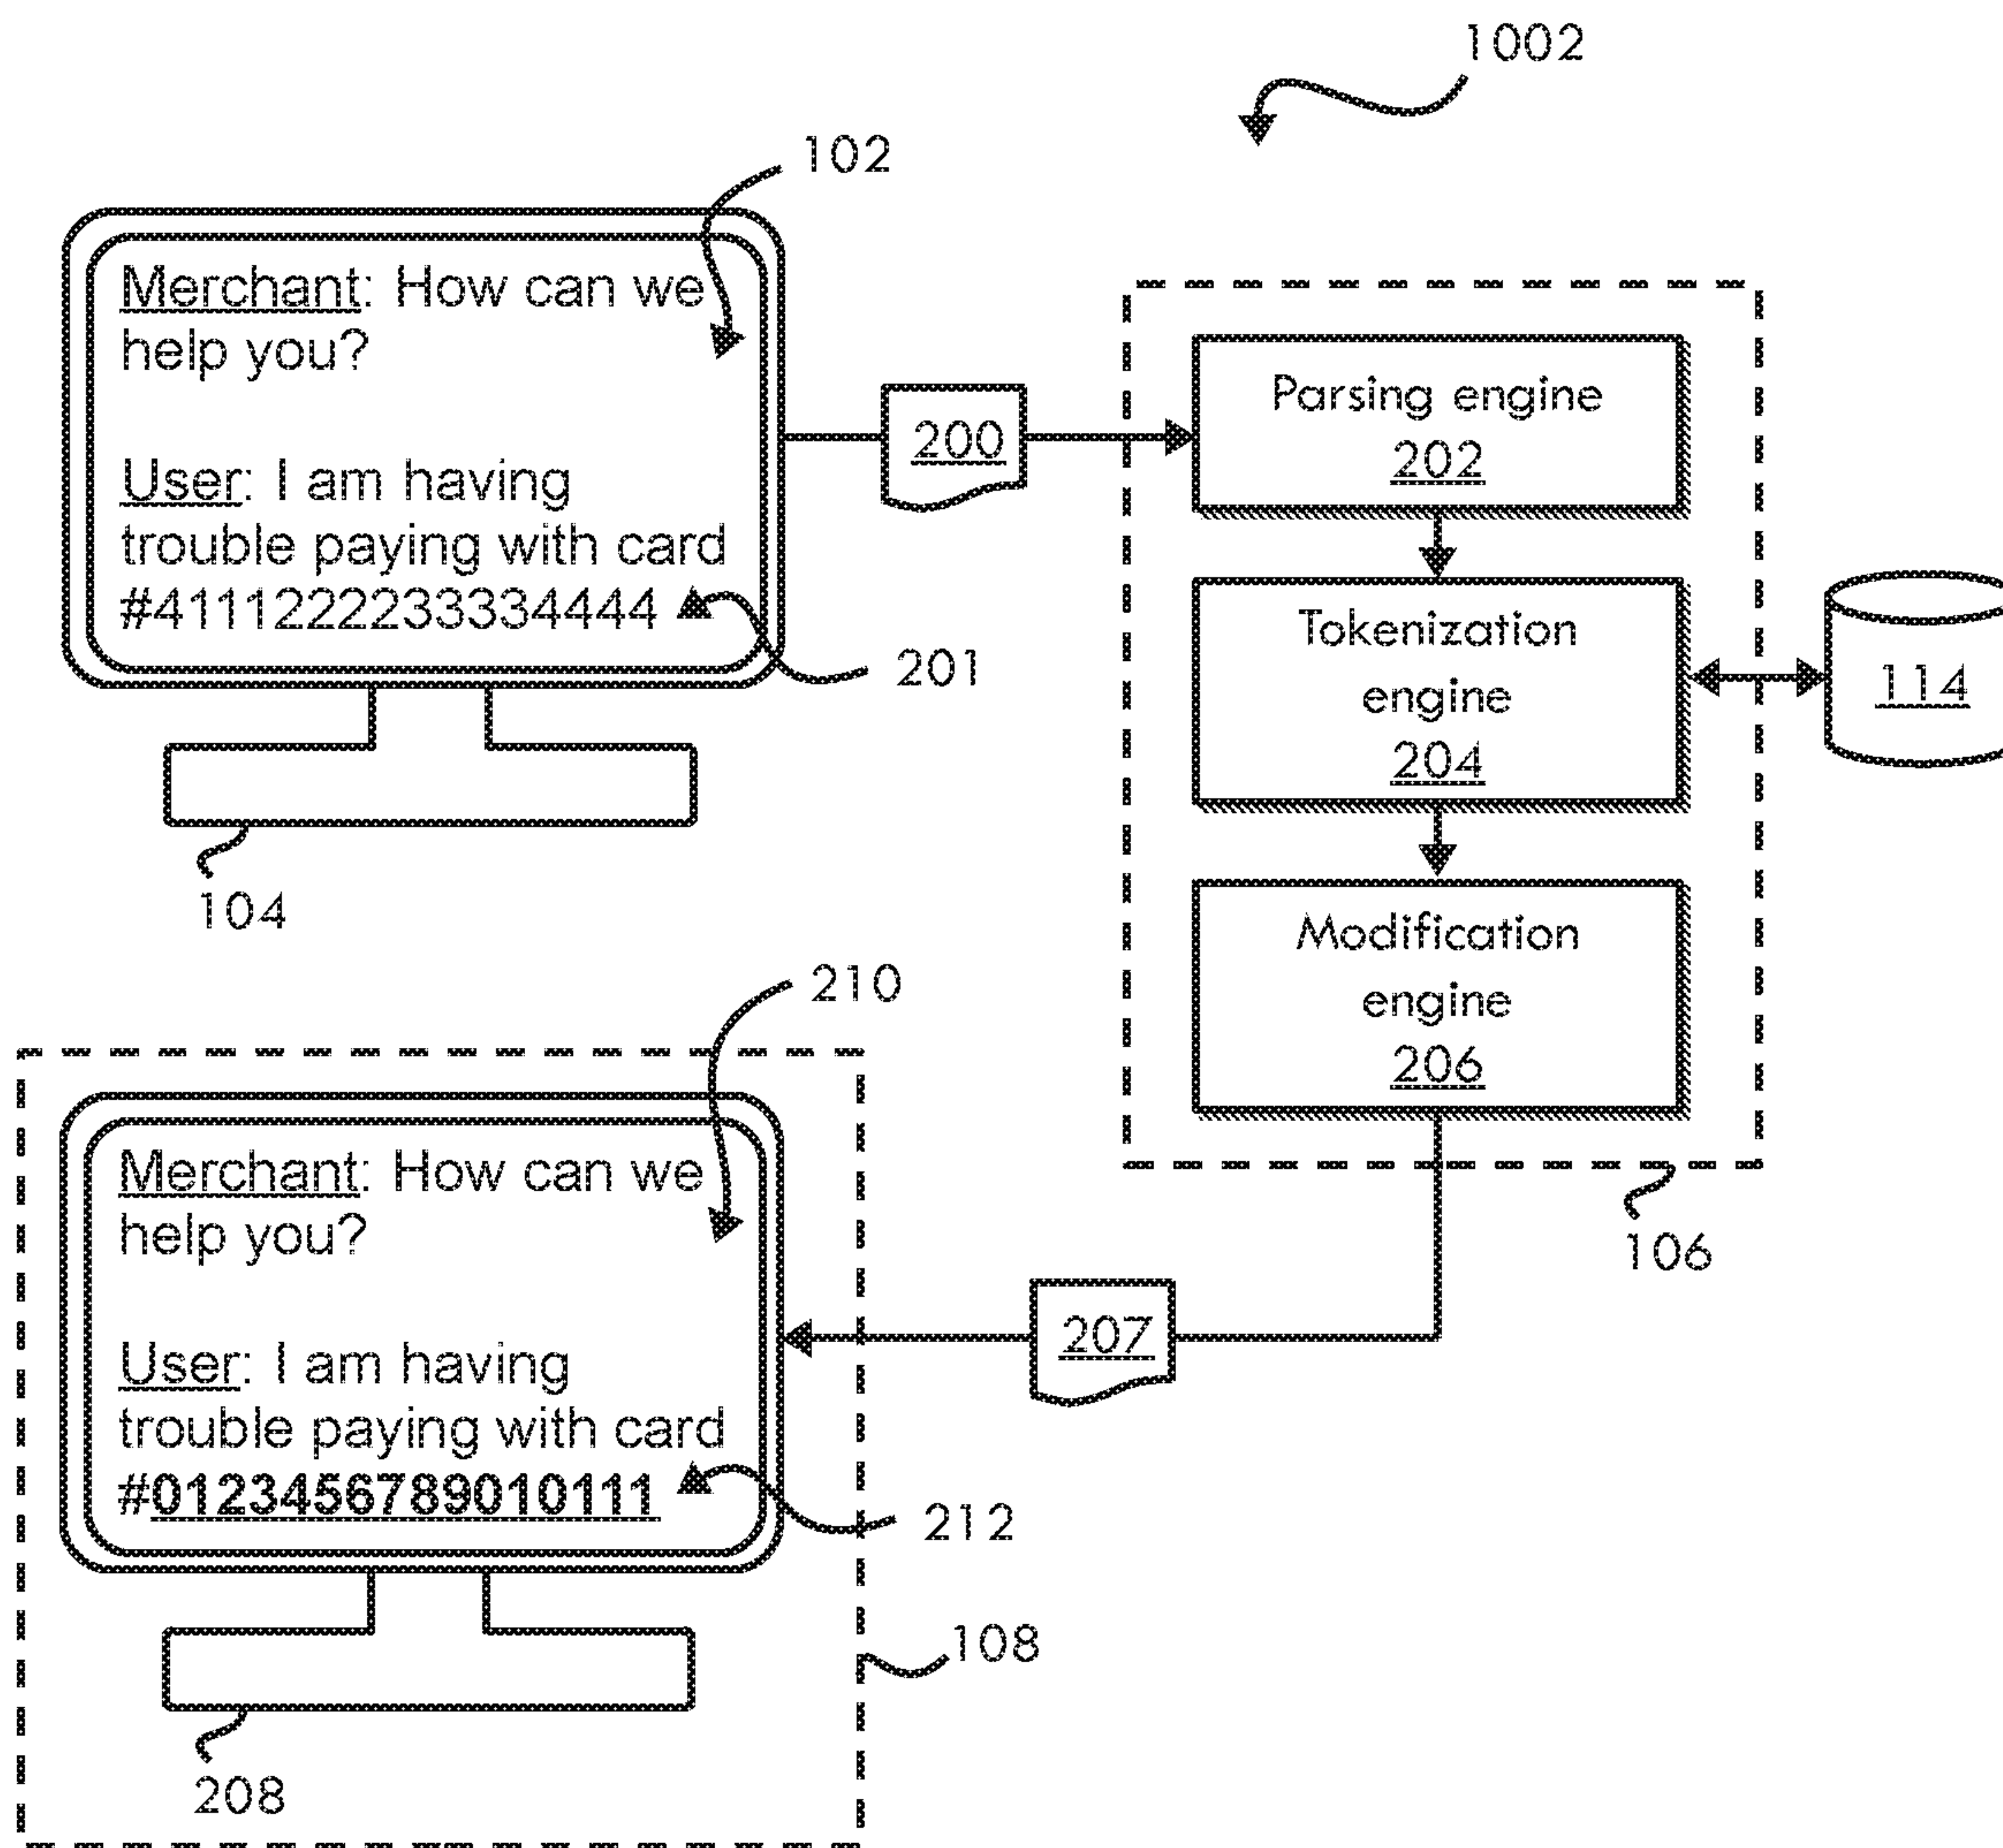 1002
102
Merchant: How can we
help you?
User: I am having
trouble paying with card
#4111222233334444
201
104
200
Parsing engine
202
Tokenization
engine
204
114
Modification
engine
206
106
207
210
Merchant: How can we
help you?
User: I am having
trouble paying with card
#0123456789010111
212
108
208